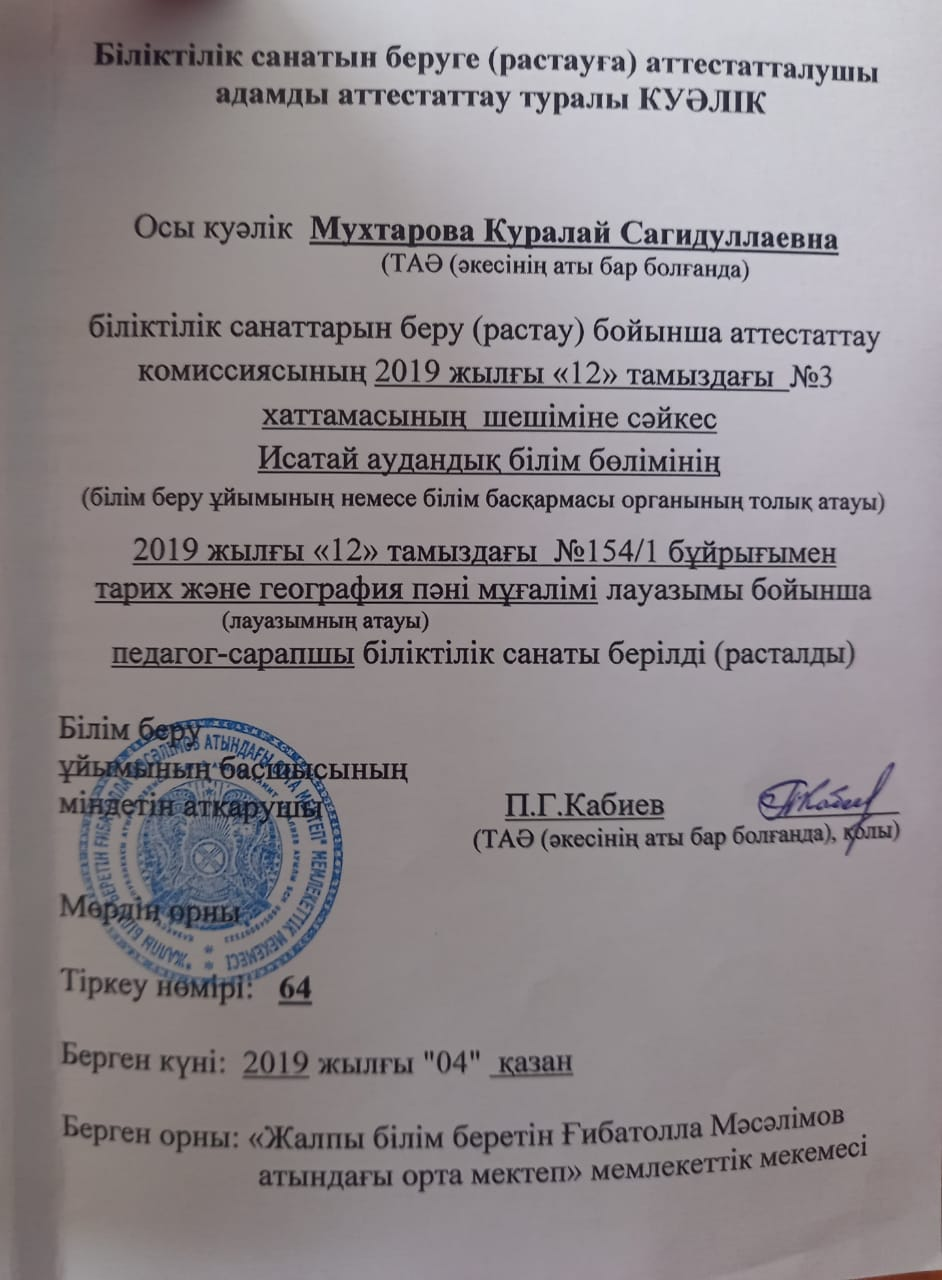 Біліктілік санатын беруге (растауға) аттестатталушы
адамды аттестаттау туралы КУӘЛІК
Осы куәлік Мухтарова Куралай Сагидуллаевна
(ТАӘ (әкесінің аты бар болғанда)
біліктілік санаттарын беру (растау) бойынша аттестаттау
комиссиясының 2019 жылғы «12» тамыздағы №3
хаттамасының шешіміне сәйкес
Исатай аудандық білім бөлімінің
(білім беру ұйымының немесе білім басқармасы органының толық атауы)
2019 жылғы «12» тамыздағы №154/1 бұйрығымен
тарих және география пәні мұғалімі лауазымы бойынша
(лауазымның атауы)
педагог-сарапшы біліктілік санаты берілді (расталды)
Білім беру
ұйымының басшысының
міндетін атқарушы
П.Г.Кабиев
(ТАӘ (әкесінің аты бар болғанда), қолы)
Мөрдің орны
Тіркеу нөмірі: 64
Берген күні: 2019 жылғы "04" қазан
Берген орны: «Жалпы білім беретін Ғибатолла Мәсәлімов
атындағы орта мектеп» мемлекеттік мекемесі